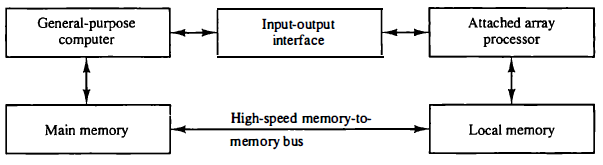 General-purpose
computer
Input-output
interface
Attached array
processor
Main memory
High-speed memory-to-
memory bus
Local memory